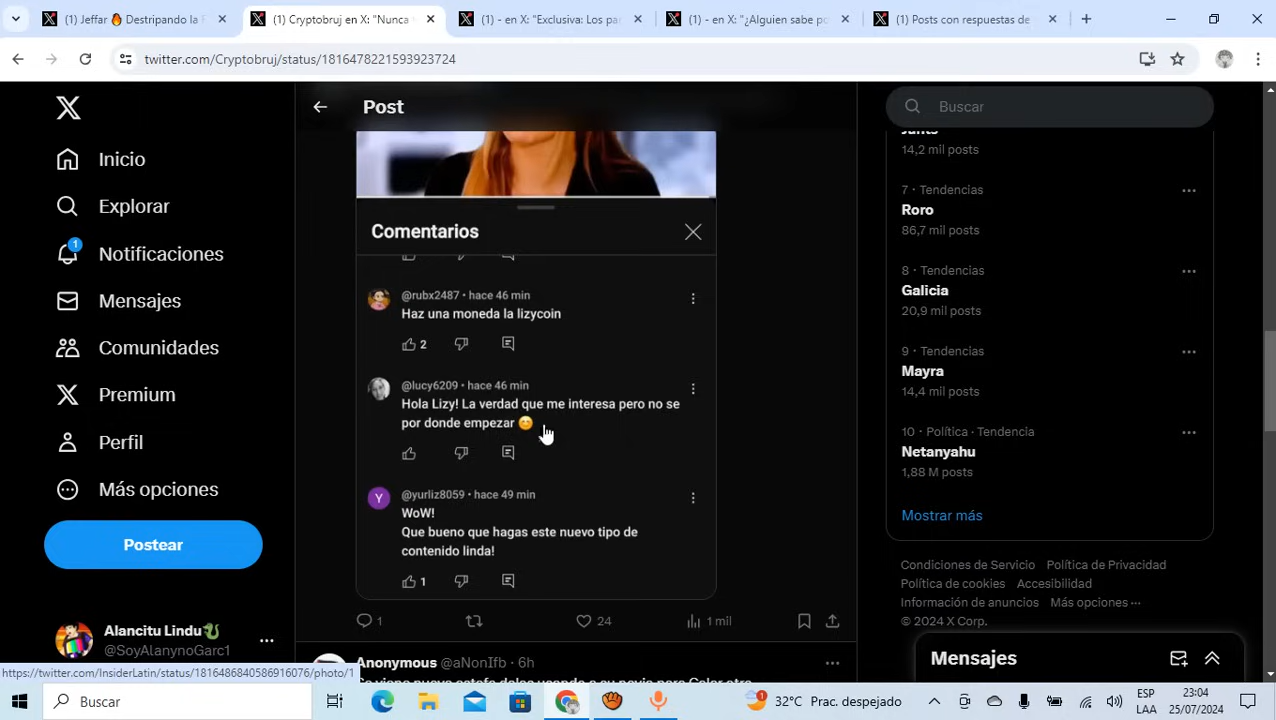 (1) Jeffar 🔥 Destripando la F
(1) Cryptobruj en X: "Nunca
(1) - en X: "Exclusiva: Los par
(1) - en X: "¿Alguien sabe po
(1) Posts con respuestas de
twitter.com/Cryptobruj/status/1816478221593923724
Post
Buscar
Inicio
Explorar
1
Notificaciones
Mensajes
Comunidades
Premium
Perfil
Más opciones
Postear
Alancitu Lindu🐉
@SoyAlanynoGarc1
Comentarios
@rubx2487 • hace 46 min
Haz una moneda la lizycoin
2
@lucy6209 • hace 46 min
Hola Lizy! La verdad que me interesa pero no se
por donde empezar 😊
Y
@yurliz8059 • hace 49 min
WoW!
Que bueno que hagas este nuevo tipo de
contenido linda!
1
1
24
1 mil
Anonymous @aNonIfb · 6h
14,2 mil posts
7 · Tendencias
Roro
86,7 mil posts
8 · Tendencias
Galicia
20,9 mil posts
9 · Tendencias
Mayra
14,4 mil posts
10 · Política · Tendencia
Netanyahu
1,88 M posts
Mostrar más
Condiciones de Servicio Política de Privacidad
Política de cookies Accesibilidad
Información de anuncios Más opciones ···
© 2024 X Corp.
Mensajes
https://twitter.com/InsiderLatin/status/1816486840586916076/photo/1
Buscar
1
32°C Prac. despejado
ESP
LAA
23:04
25/07/2024